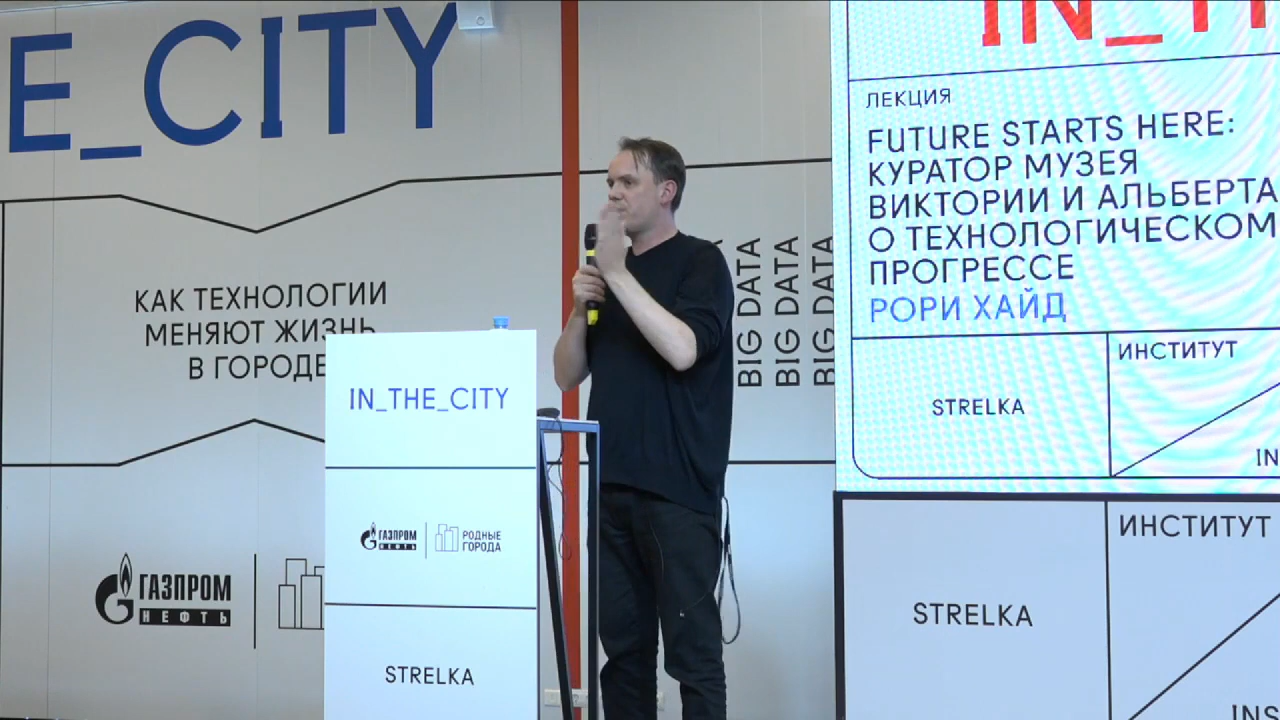 E_CITY
КАК ТЕХНОЛОГИИ
МЕНЯЮТ ЖИЗНЬ
В ГОРОДЕ
ГАЗПРОМ
НЕФТЬ
IN_THE_CITY
ГАЗПРОМ
НЕФТЬ
РОДНЫЕ
ГОРОДА
STRELKA
BIG DATA
BIG DATA
BIG DATA
ЛЕКЦИЯ
FUTURE STARTS HERE:
КУРАТОР МУЗЕЯ
ВИКТОРИИ И АЛЬБЕРТА
О ТЕХНОЛОГИЧЕСКОМ
ПРОГРЕССЕ
РОРИ ХАЙД
STRELKA
ИНСТИТУТ
STRELKA
ИНСТИТУТ